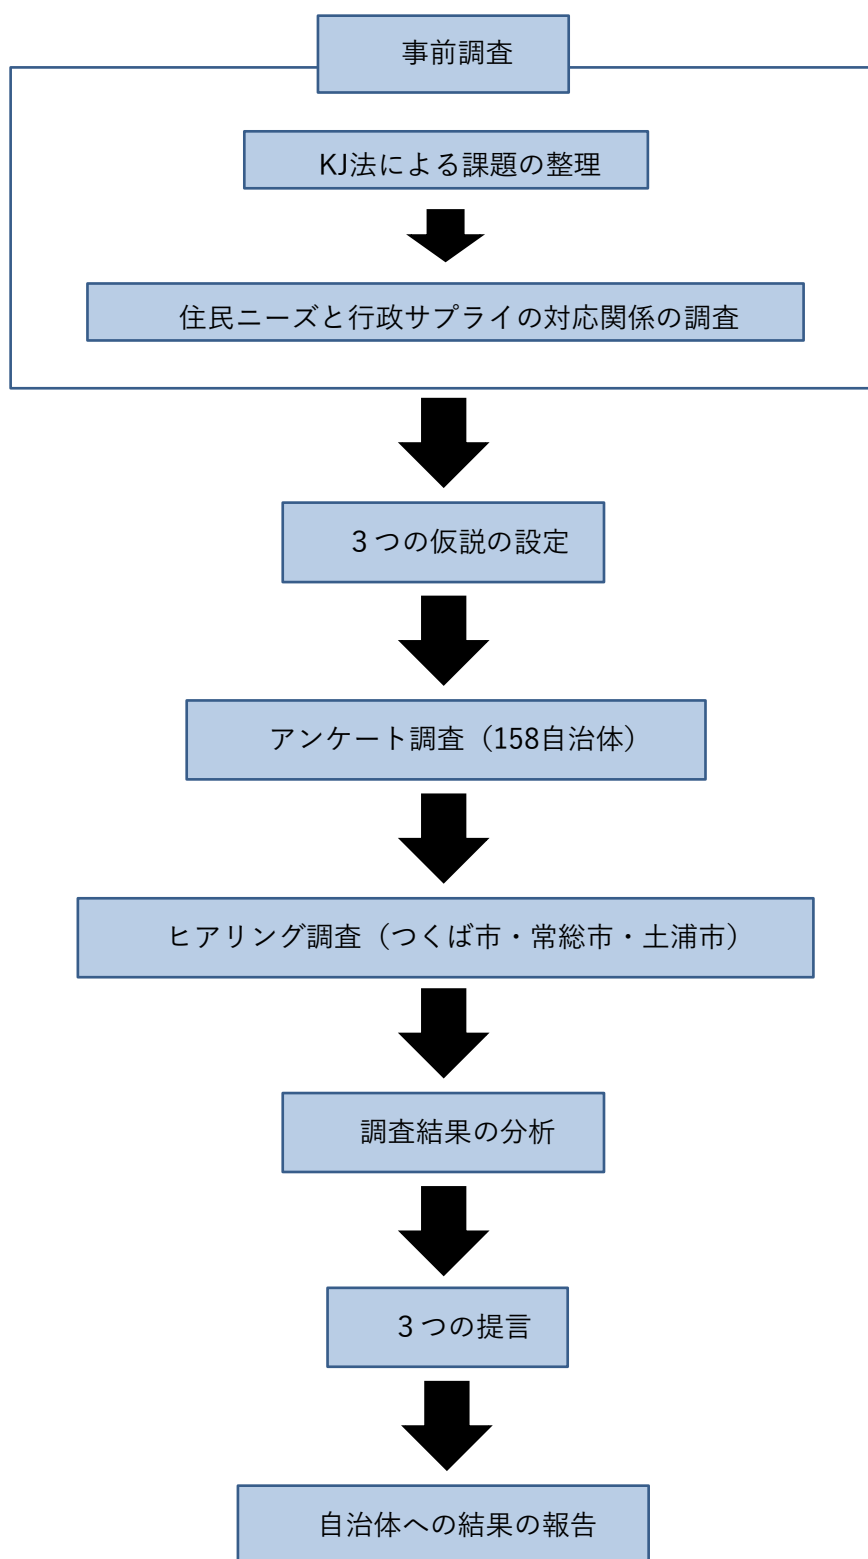 事前調査
KJ法による課題の整理
住民ニーズと行政サプライの対応関係の調査
３つの仮説の設定
アンケート調査（158自治体）
ヒアリング調査（つくば市・常総市・土浦市）
調査結果の分析
３つの提言
自治体への結果の報告